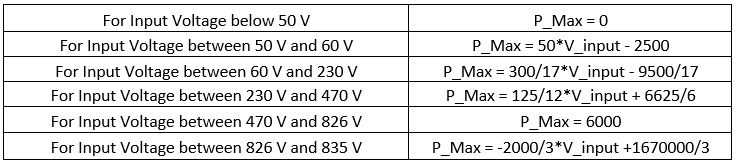 For Input Voltage below 50 V P_Max = 0
For Input Voltage between 50 V and 60 V P_Max = 50*V_input - 2500
For Input Voltage between 60 V and 230 V P_Max = 300/17*V_input - 9500/17
For Input Voltage between 230 V and 470 V P_Max = 125/12*V_input + 6625/6
For Input Voltage between 470 V and 826 V P_Max = 6000
For Input Voltage between 826 V and 835 V P_Max = -2000/3*V_input +1670000/3